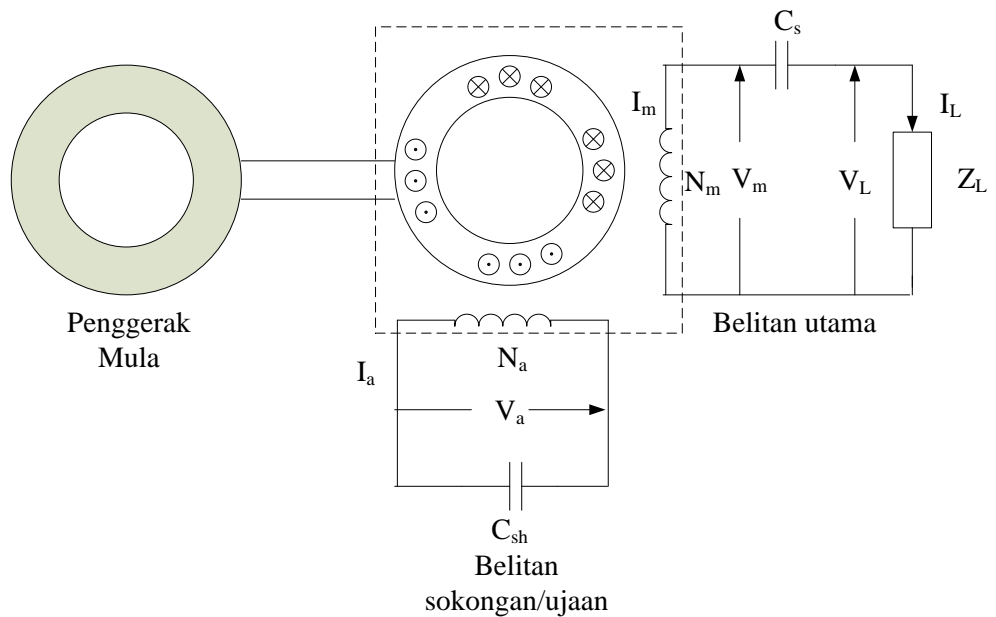 C_s
I_m
I_L
N_m
V_m
V_L
Z_L
Penggerak
Mula
Belitan utama
N_a
I_a
V_a
C_sh
Belitan
sokongan/ujaan